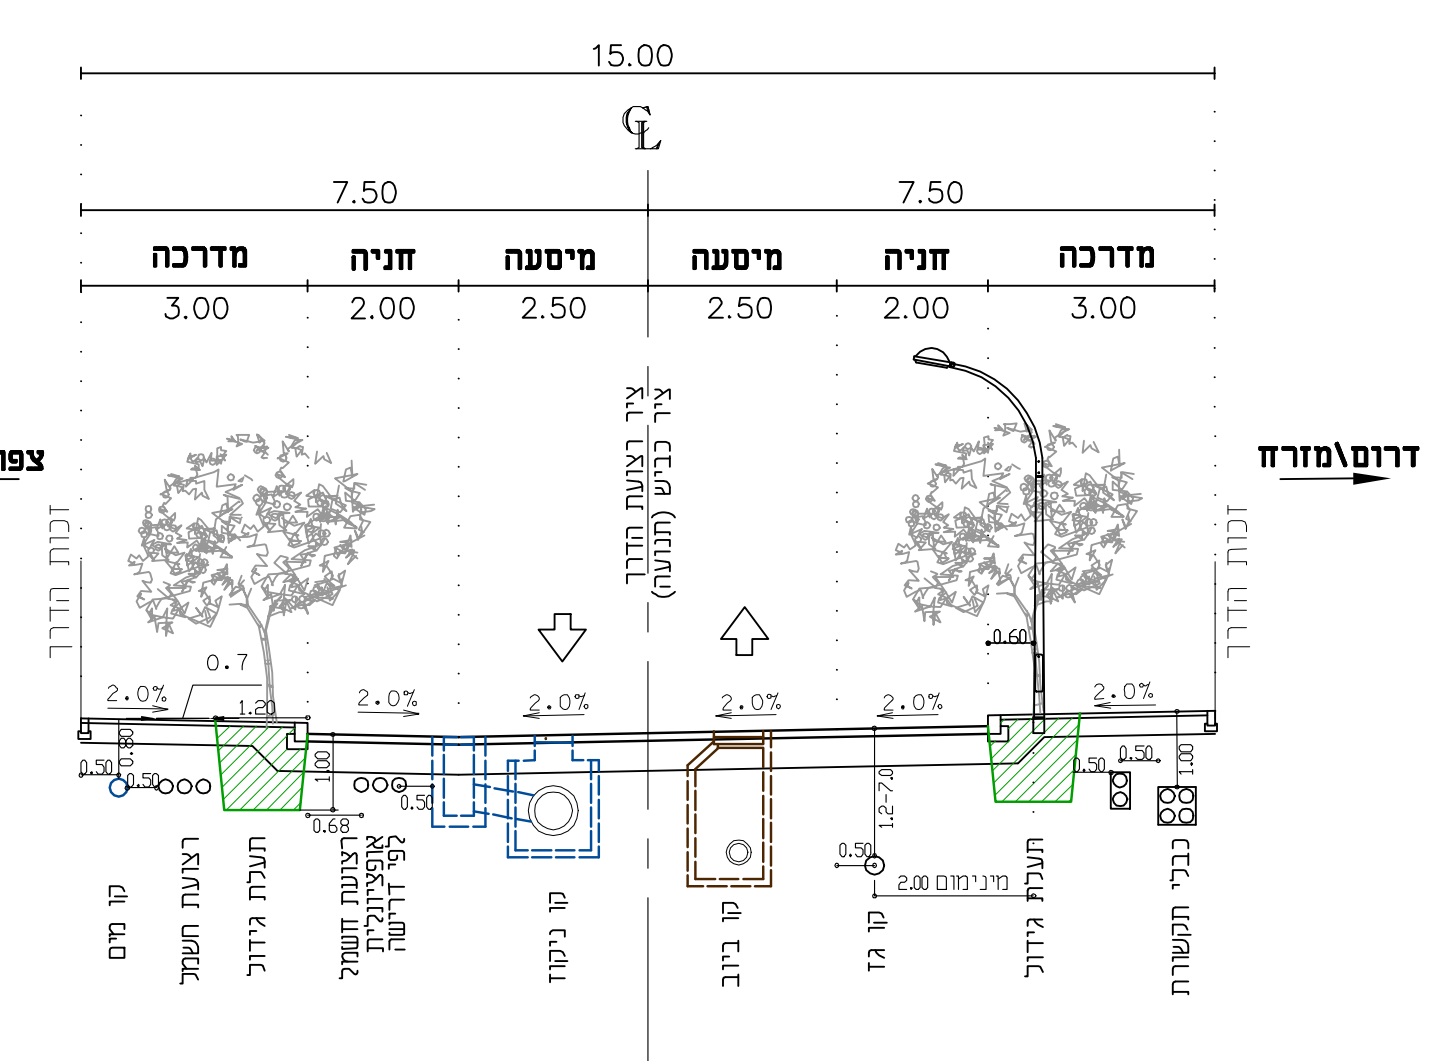 15.00
CL
7.50 7.50
מדרכה חניה מיסעה מיסעה חניה מדרכה
3.00 2.00 2.50 2.50 2.00 3.00
ציר רצועת הדרך
ציר כביש (תנועה)
דרום\מזרח
זכות הדרך
זכות הדרך
0.60
0.7
2.0% 2.0% 2.0% 2.0% 2.0% 2.0%
1.20
0.80
0.50
0.50
1.00
0.50
0.68
1.2-7.0
0.50
2.00 מינימום
0.50
0.50
1.00
קו מים
רצועת חשמל
תעלת גידול
רצועת חשמל
אופציונלית
לפי דרישה
קו ניקוז
קו ביוב
קו גז
תעלת גידול
כבלי תקשורת